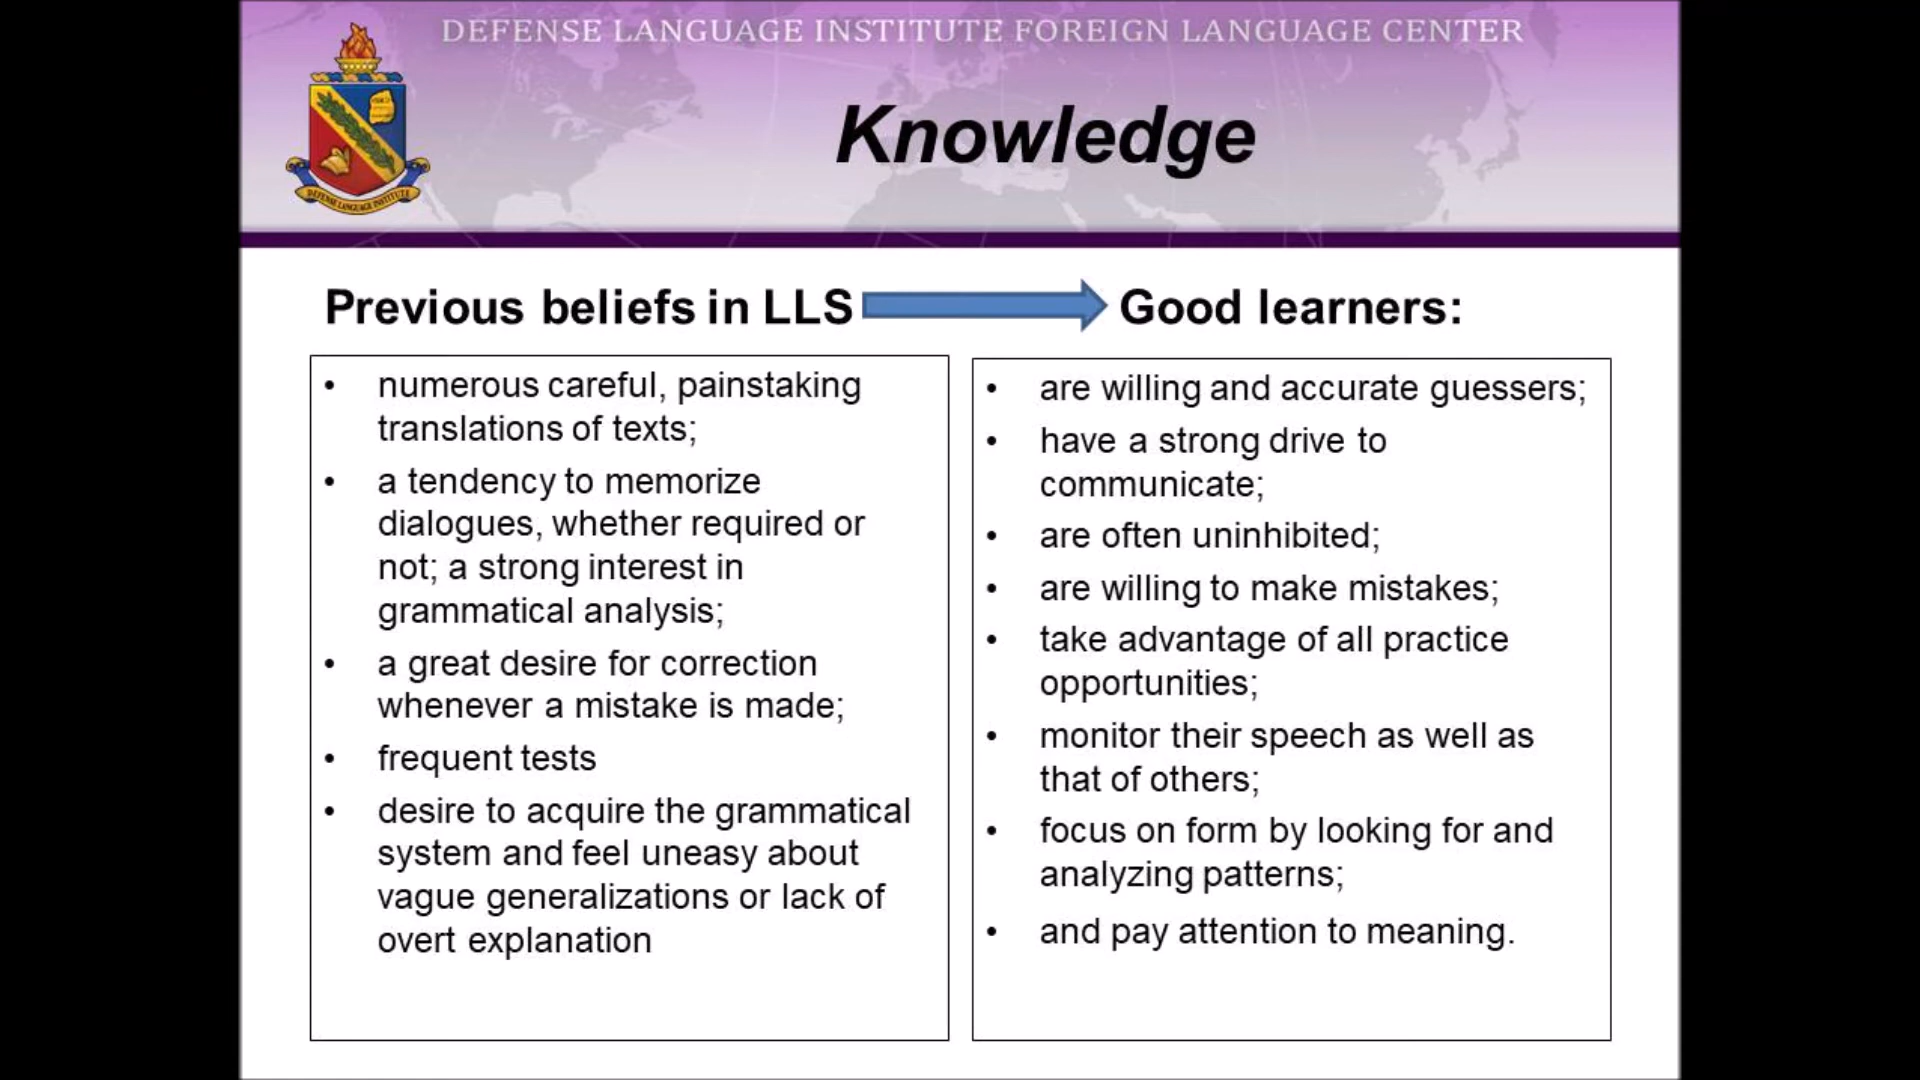 DEFENSE LANGUAGE INSTITUTE FOREIGN LANGUAGE CENTER
DEFENSE LANGUAGE INSTITUTE
Knowledge
Previous beliefs in LLS
• numerous careful, painstaking
translations of texts;
• a tendency to memorize
dialogues, whether required or
not; a strong interest in
grammatical analysis;
• a great desire for correction
whenever a mistake is made;
• frequent tests
• desire to acquire the grammatical
system and feel uneasy about
vague generalizations or lack of
overt explanation
Good learners:
• are willing and accurate guessers;
• have a strong drive to
communicate;
• are often uninhibited;
• are willing to make mistakes;
• take advantage of all practice
opportunities;
• monitor their speech as well as
that of others;
• focus on form by looking for and
analyzing patterns;
• and pay attention to meaning.